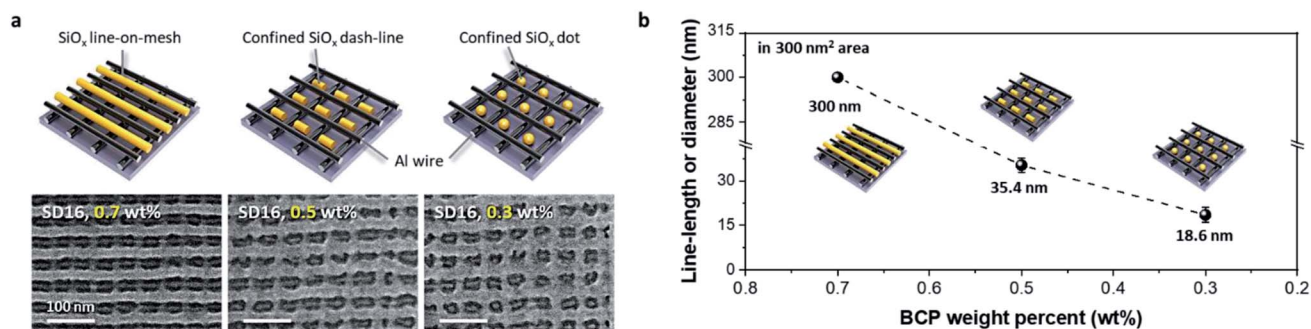 a
SiOₓ line-on-mesh
Confined SiOₓ dash-line
Confined SiOₓ dot
Al wire
SD16, 0.7 wt%
SD16, 0.5 wt%
SD16, 0.3 wt%
100 nm
b
Line-length or diameter (nm)
315
300
285
30
15
0
in 300 nm² area
300 nm
35.4 nm
18.6 nm
0.8
0.7
0.6
0.5
0.4
0.3
0.2
BCP weight percent (wt%)